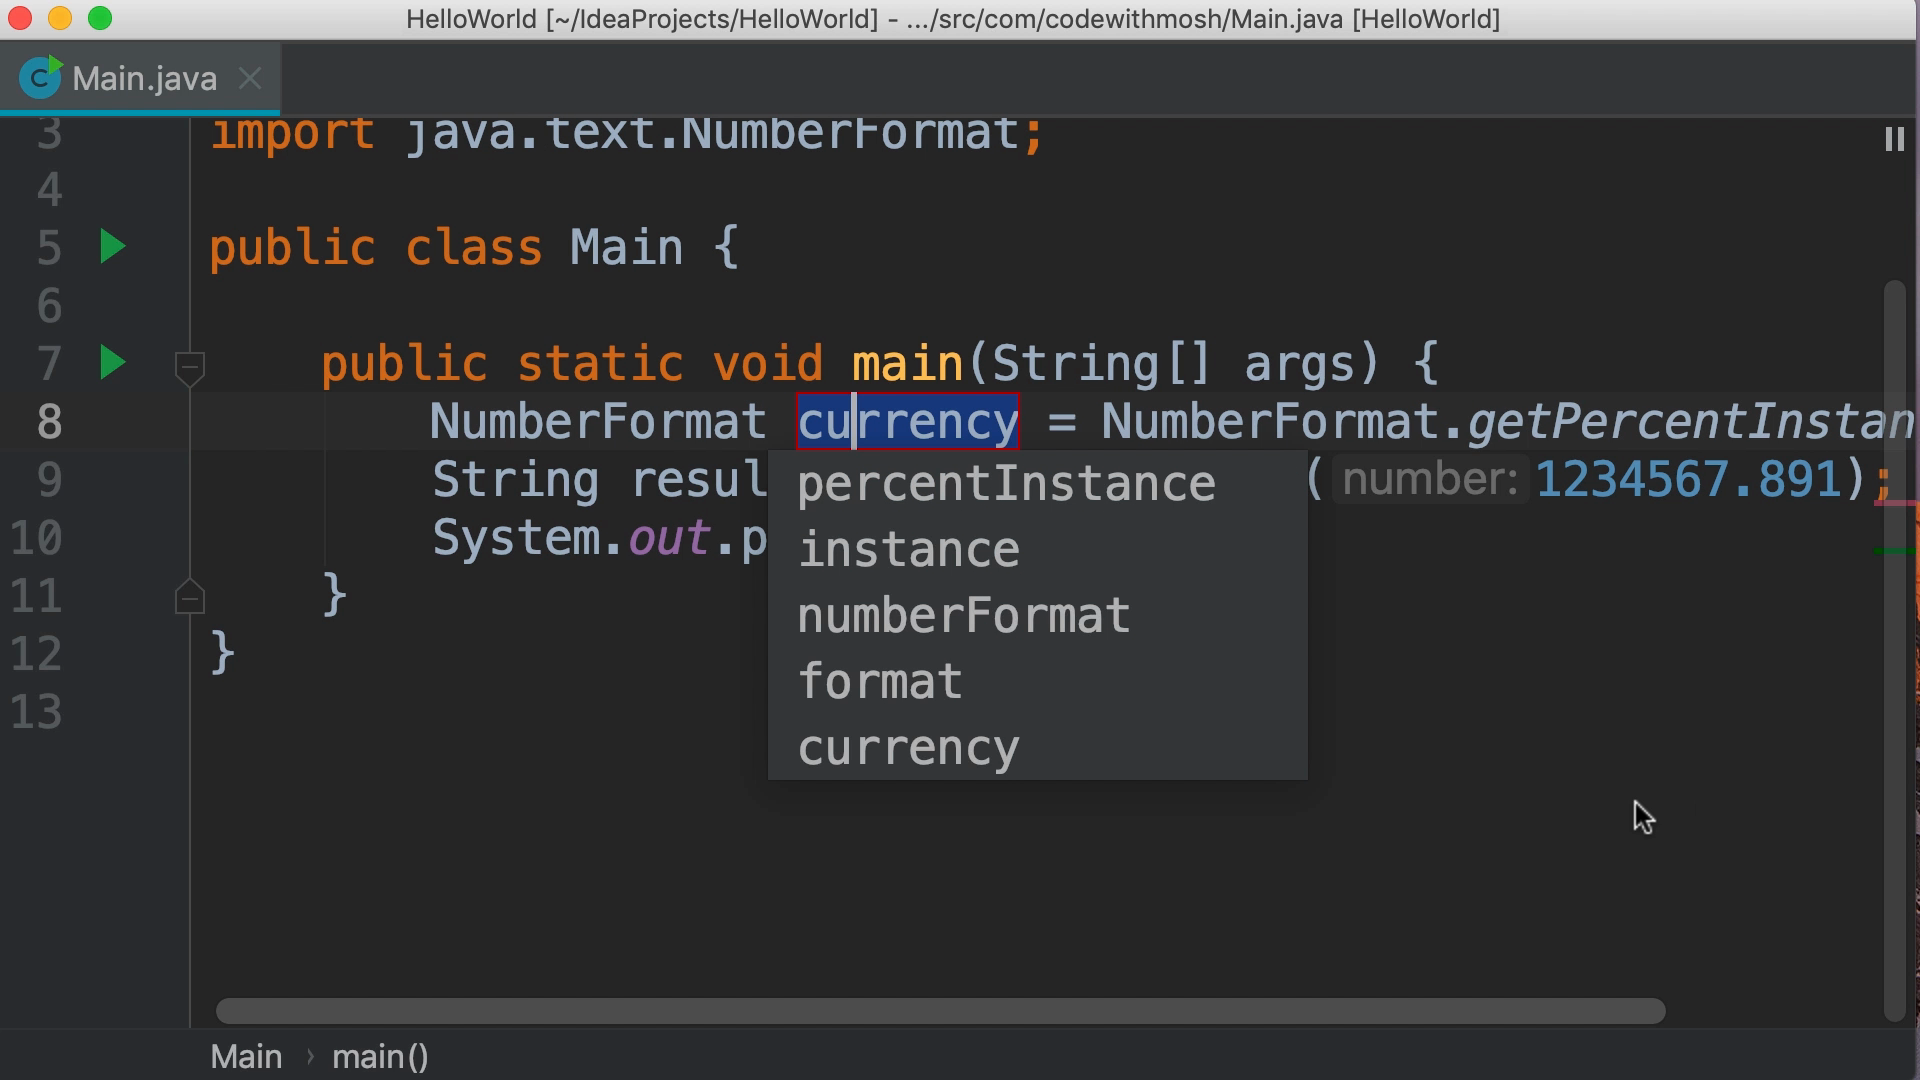 HelloWorld [~/IdeaProjects/HelloWorld] - .../src/com/codewithmosh/Main.java [HelloWorld]
C Main.java
3 import java.text.NumberFormat;
4
5 public class Main {
6
7 public static void main(String[] args) {
8 NumberFormat currency = NumberFormat.getPercentInstan
9 String resul ( number: 1234567.891);
10 System.out.p
percentInstance
instance
numberFormat
format
currency
11 }
12 }
13
Main › main()